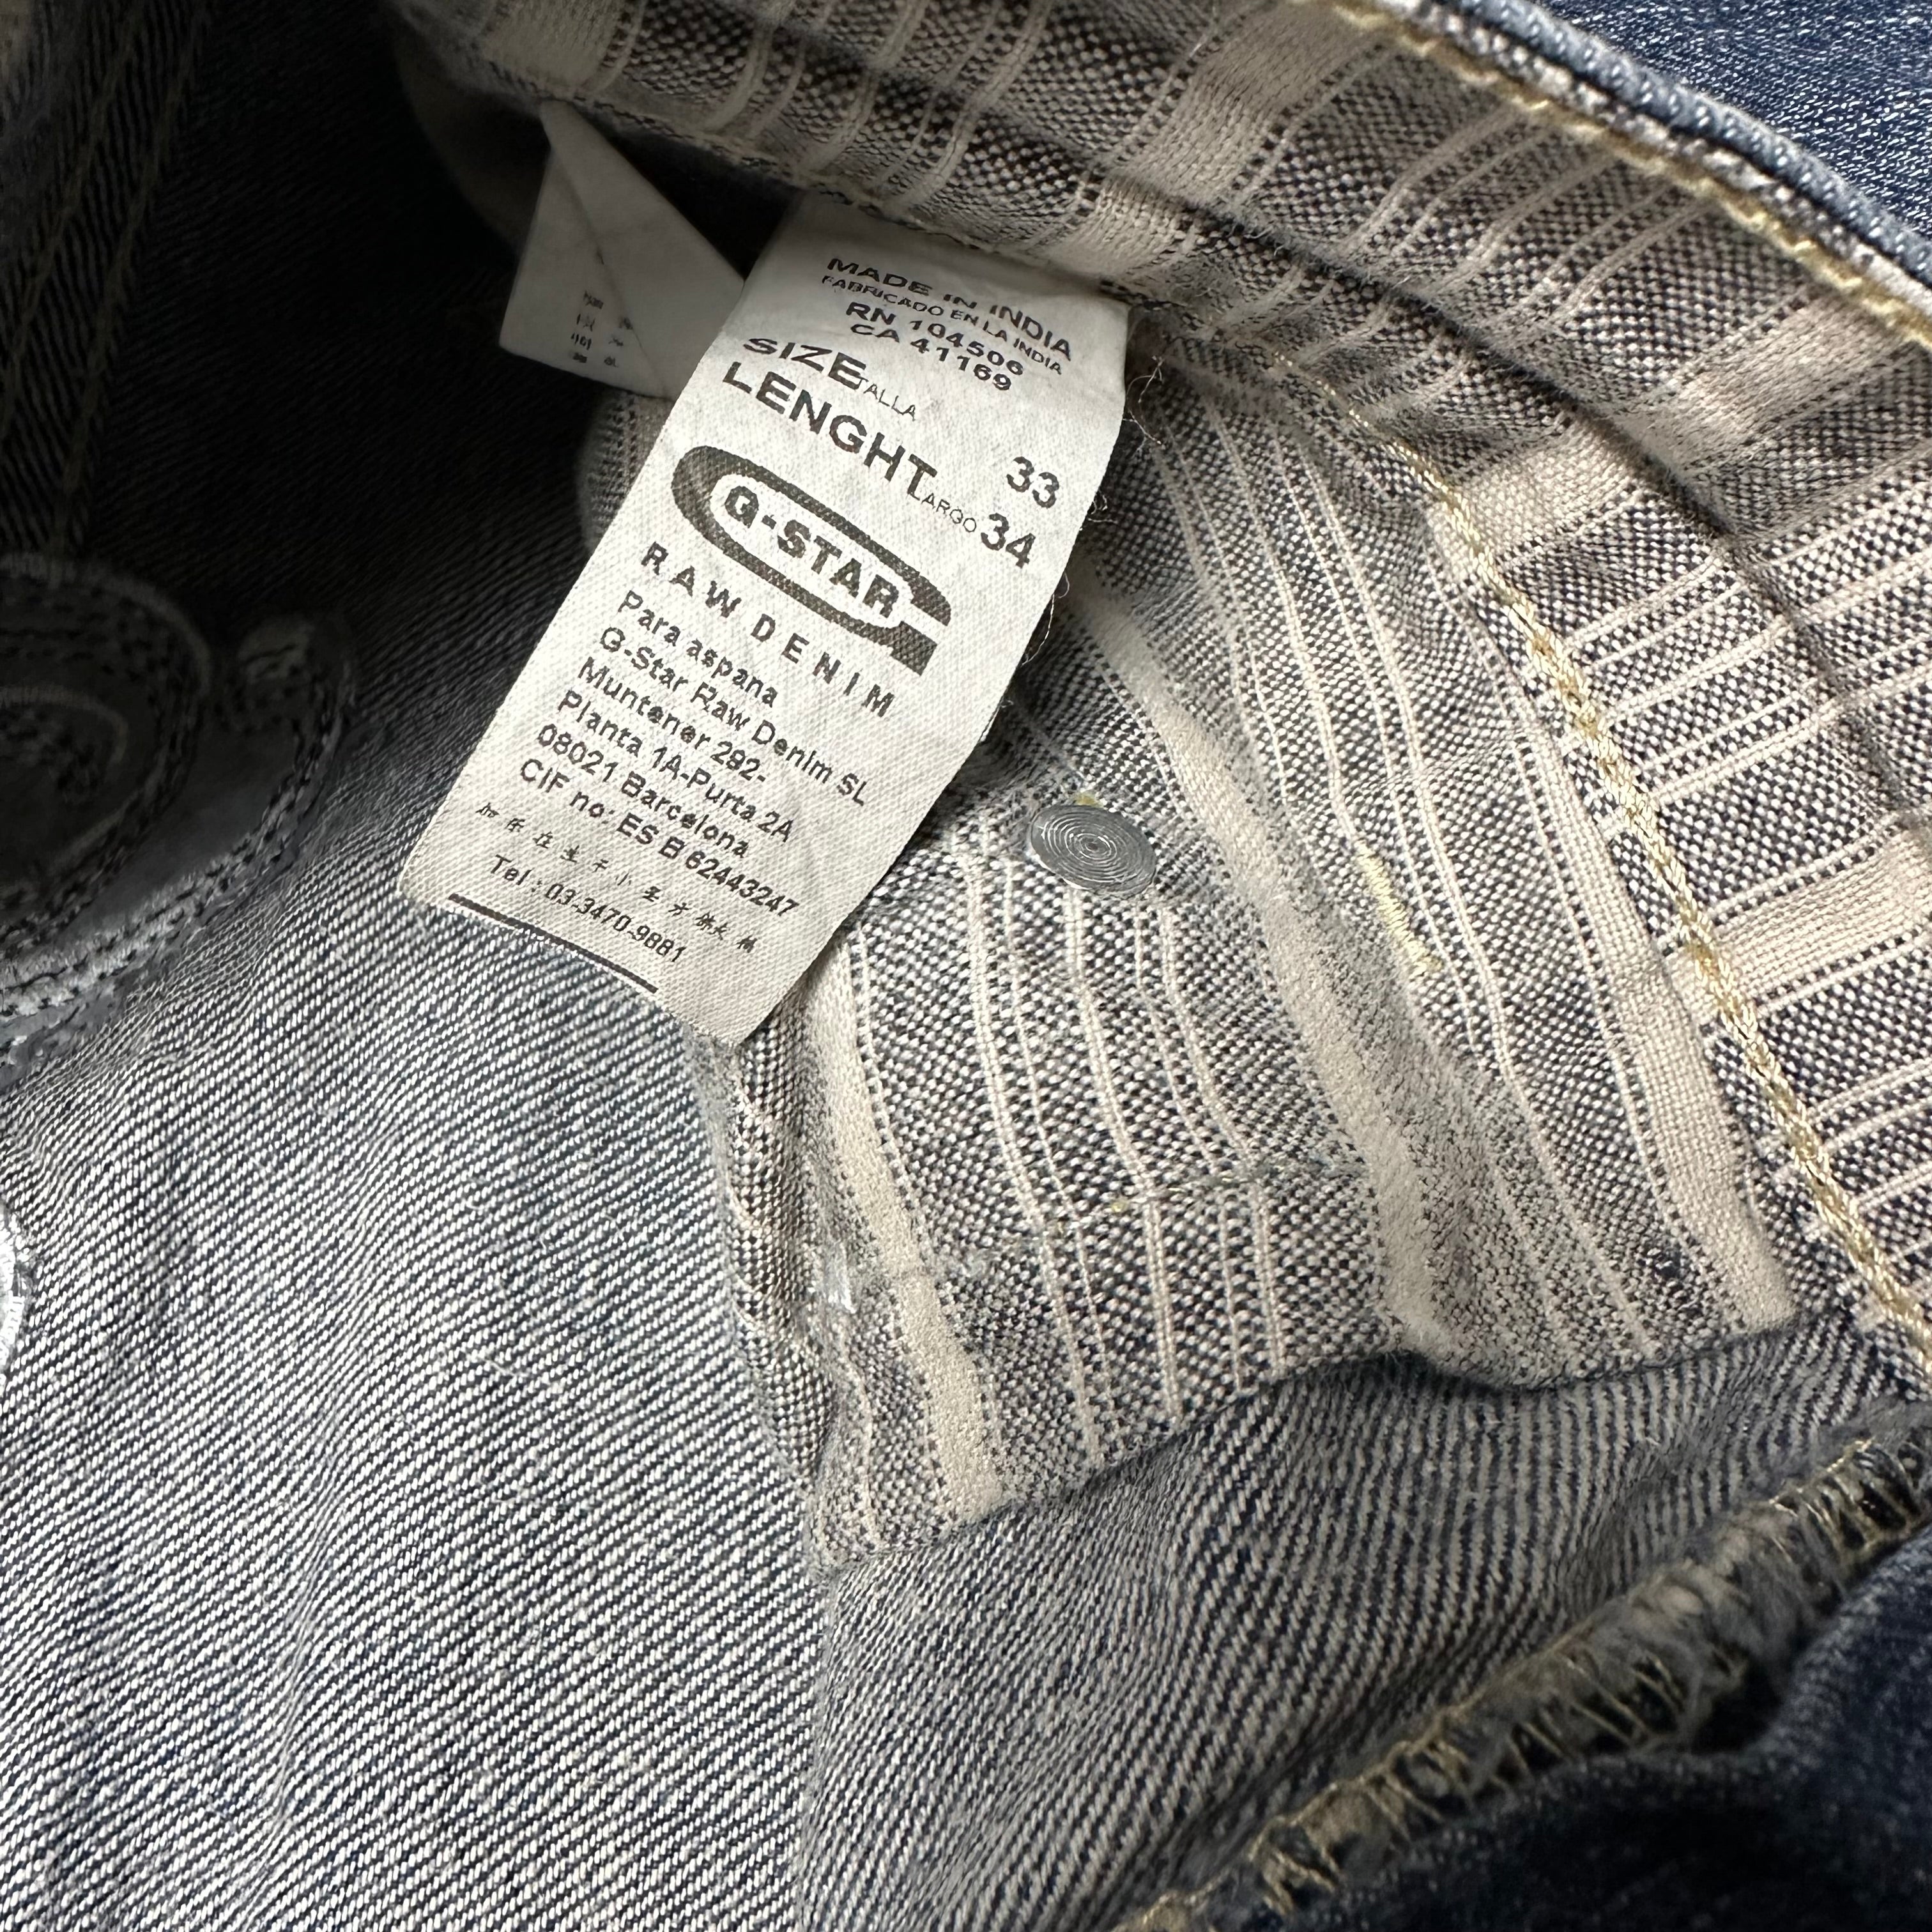 MADE IN INDIA
FABRICADO EN LA INDIA
RN 104506
CA 41169
SIZE TALLA 33
LENGHT LARGO 34
G-STAR
RAW DENIM
Para aspana
G-Star Raw Denim SL
Muntener 292-
Planta 1A-Purta 2A
08021 Barcelona
CIF no: ES B 62443247
Tel : 03-3470-9881